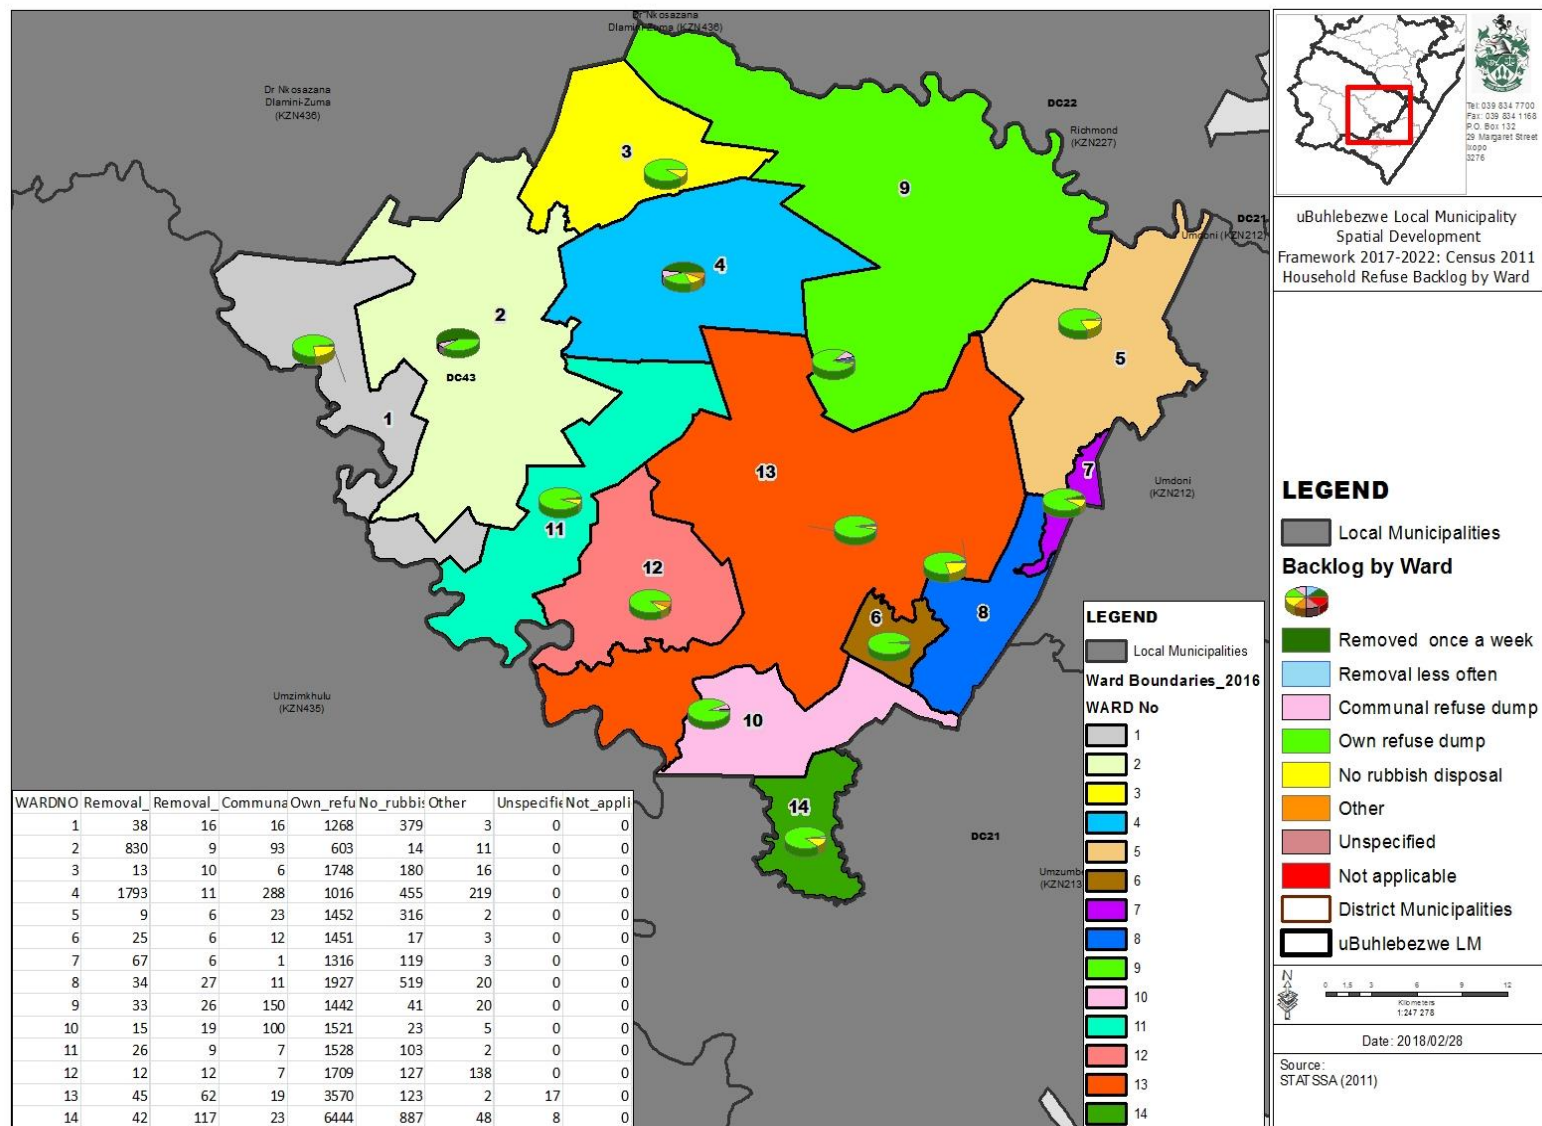 Dr Nkosazana
Dlamini-Zuma (KZN436)
Dr Nkosazana
Dlamini-Zuma
(KZN436)
DC22
Richmond
(KZN227)
DC21
Umdoni (KZN212)
3
9
4
2
5
DC43
1
7
Umdoni
(KZN212)
13
11
12
8
6
10
14
Umzimkhulu
(KZN435)
DC21
Umzumbe
(KZN213
WARDNO Removal_ Removal_ Communa Own_refu No_rubbis Other Unspecifie Not_appli
1 38 16 16 1268 379 3 0 0
2 830 9 93 603 14 11 0 0
3 13 10 6 1748 180 16 0 0
4 1793 11 288 1016 455 219 0 0
5 9 6 23 1452 316 2 0 0
6 25 6 12 1451 17 3 0 0
7 67 6 1 1316 119 3 0 0
8 34 27 11 1927 519 20 0 0
9 33 26 150 1442 41 20 0 0
10 15 19 100 1521 23 5 0 0
11 26 9 7 1528 103 2 0 0
12 12 12 7 1709 127 138 0 0
13 45 62 19 3570 123 2 17 0
14 42 117 23 6444 887 48 8 0
LEGEND
Local Municipalities
Ward Boundaries_2016
WARD No
1
2
3
4
5
6
7
8
9
10
11
12
13
14
Tel: 039 834 7700
Fax: 039 834 1168
P.O. Box 132
29 Margaret Street
Ixopo
3276
uBuhlebezwe Local Municipality
Spatial Development
Framework 2017-2022: Census 2011
Household Refuse Backlog by Ward
LEGEND
Local Municipalities
Backlog by Ward
Removed once a week
Removal less often
Communal refuse dump
Own refuse dump
No rubbish disposal
Other
Unspecified
Not applicable
District Municipalities
uBuhlebezwe LM
N
0 1,5 3 6 9 12
Kilometers
1:247 278
Date: 2018/02/28
Source:
STATSSA (2011)